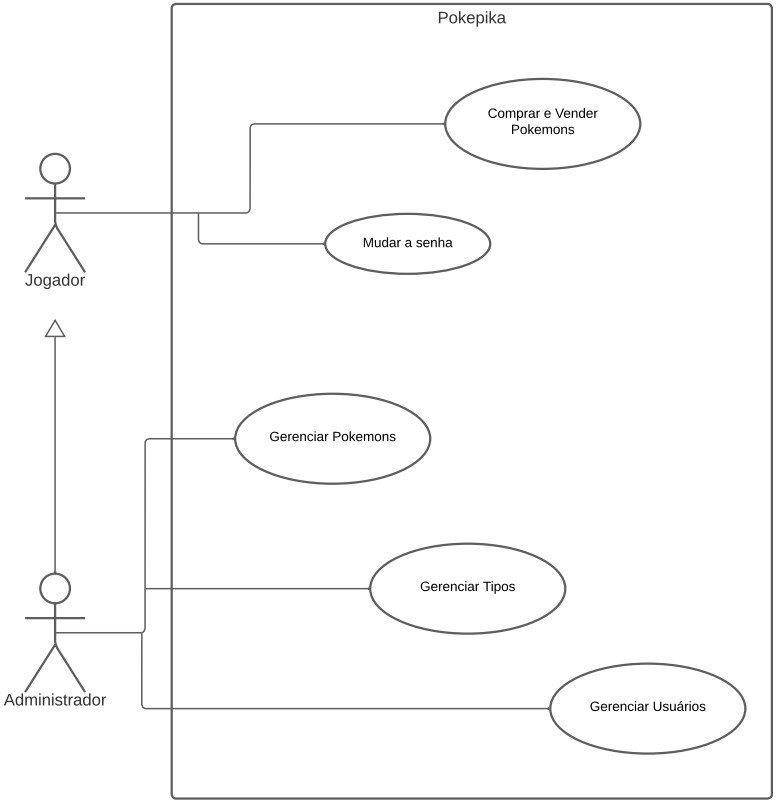 Pokepika
Comprar e Vender
Pokemons
Mudar a senha
Jogador
Gerenciar Pokemons
Gerenciar Tipos
Administrador
Gerenciar Usuários